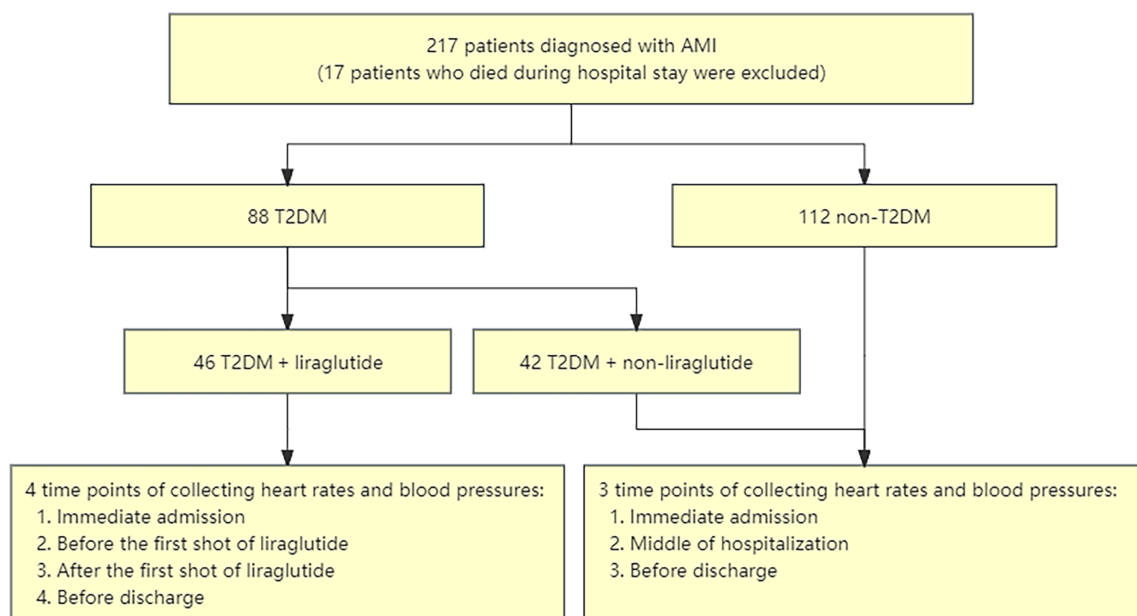 217 patients diagnosed with AMI
(17 patients who died during hospital stay were excluded)
88 T2DM
112 non-T2DM
46 T2DM + liraglutide
42 T2DM + non-liraglutide
4 time points of collecting heart rates and blood pressures:
1. Immediate admission
2. Before the first shot of liraglutide
3. After the first shot of liraglutide
4. Before discharge
3 time points of collecting heart rates and blood pressures:
1. Immediate admission
2. Middle of hospitalization
3. Before discharge